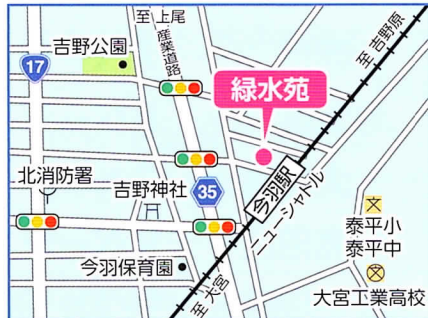 至 上尾
至 吉野原
吉野公園
産業道路
17
緑水苑
北消防署
吉野神社
35
今羽駅
ニューシャトル
泰平小
泰平中
今羽保育園
至 大宮
大宮工業高校
文
文